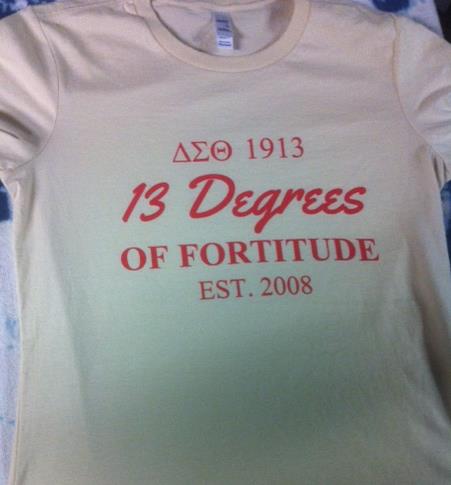 ΔΣΘ 1913
13 Degrees
OF FORTITUDE
EST. 2008